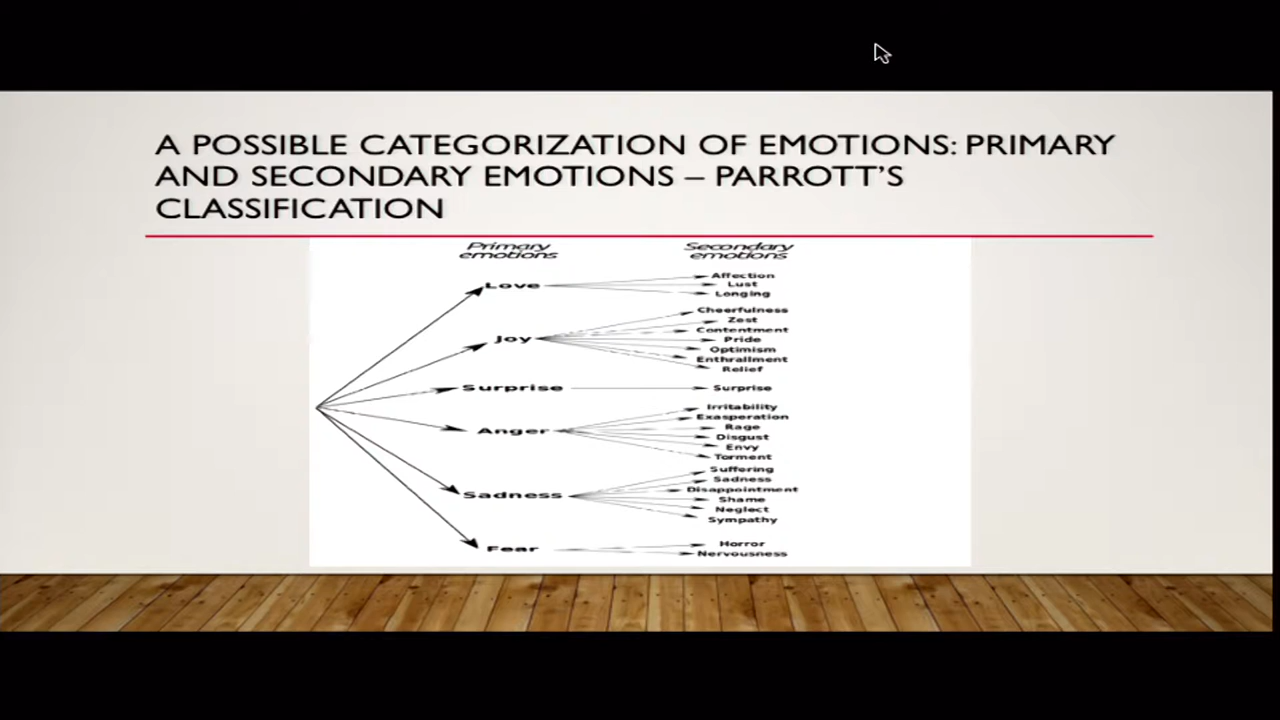 A POSSIBLE CATEGORIZATION OF EMOTIONS: PRIMARY
AND SECONDARY EMOTIONS – PARROTT'S
CLASSIFICATION
Primary
emotions
Secondary
emotions
Love
Affection
Lust
Longing
Joy
Cheerfulness
Zest
Contentment
Pride
Optimism
Enthrallment
Relief
Surprise
Surprise
Anger
Irritability
Exasperation
Rage
Disgust
Envy
Torment
Sadness
Suffering
Sadness
Disappointment
Shame
Neglect
Sympathy
Fear
Horror
Nervousness